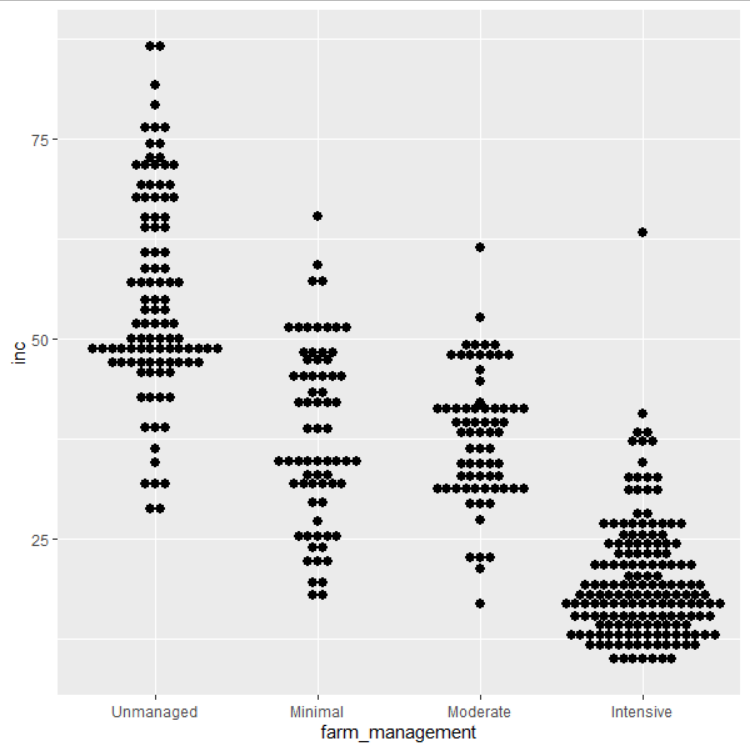 75
50
25
inc
Unmanaged Minimal Moderate Intensive
farm_management